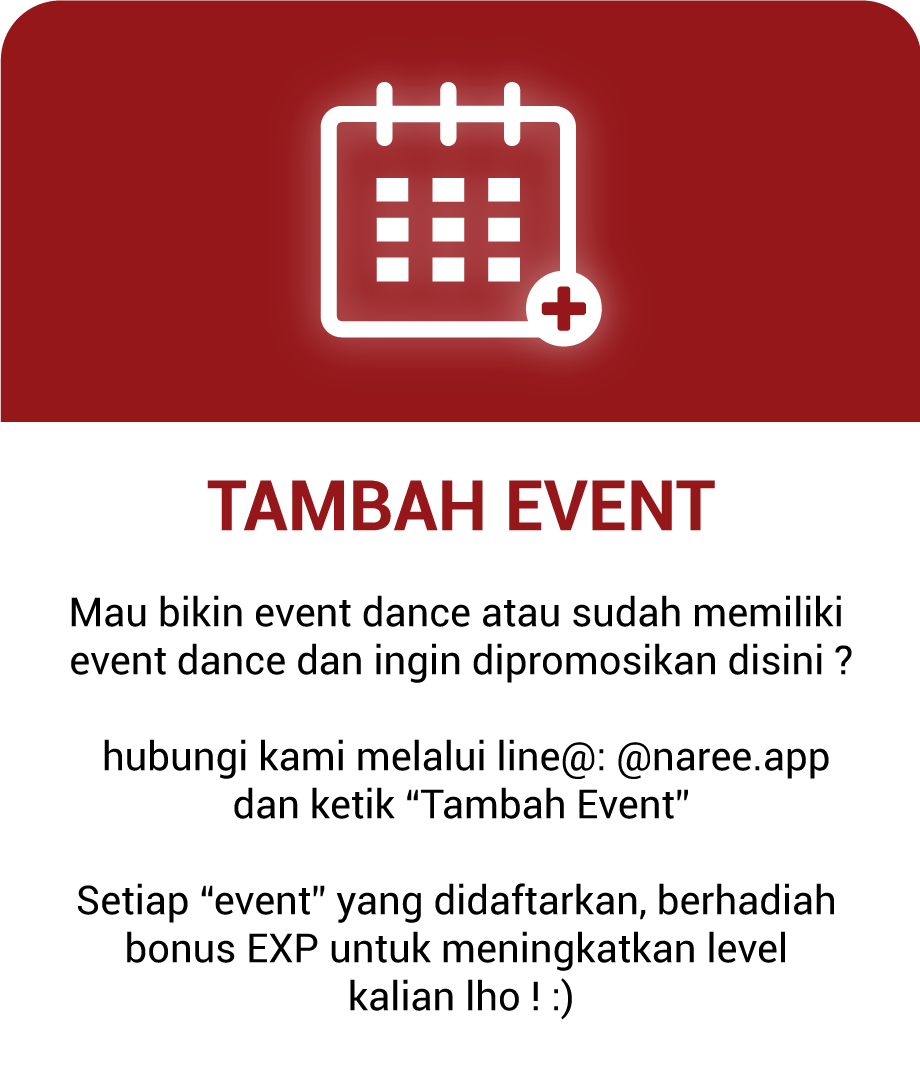 TAMBAH EVENT
Mau bikin event dance atau sudah memiliki
event dance dan ingin dipromosikan disini ?
hubungi kami melalui line@: @naree.app
dan ketik “Tambah Event”
Setiap “event” yang didaftarkan, berhadiah
bonus EXP untuk meningkatkan level
kalian lho ! :)